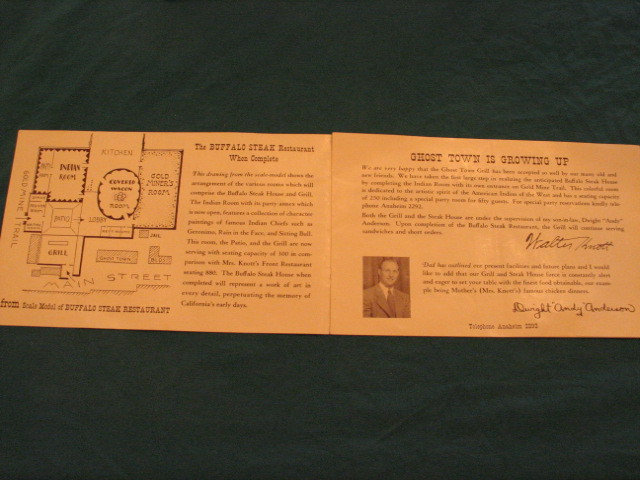 KITCHEN
INDIAN
ROOM
COVERED
WAGON
ROOM
GOLD
MINER'S
ROOM
GOLD MINE TRAIL
PATIO
LOBBY
GRILL
GHOST TOWN
JAIL
BLDG
MAIN STREET
from Scale Model of BUFFALO STEAK RESTAURANT
The BUFFALO STEAK Restaurant
When Complete
This drawing from the scale-model shows the
arrangement of the various rooms which will
comprise the Buffalo Steak House and Grill.
The Indian Room with its party annex which
is now open, features a collection of character
paintings of famous Indian Chiefs such as
Geronimo, Rain in the Face, and Sitting Bull.
This room, the Patio, and the Grill are now
serving with seating capacity of 300 in com-
parison with Mrs. Knott's Front Restaurant
seating 880. The Buffalo Steak House when
completed will represent a work of art in
every detail, perpetuating the memory of
California's early days.
GHOST TOWN IS GROWING UP
We are very happy that the Ghost Town Grill has been accepted so well by our many old and
new friends. We have taken the first large step in realizing the anticipated Buffalo Steak House
by completing the Indian Room with its own entrance on Gold Mine Trail. This colorful room
is dedicated to the artistic spirit of the American Indian of the West and has a seating capacity
of 250 including a special party room for fifty guests. For special party reservations kindly tele-
phone Anaheim 2292.
Both the Grill and the Steak House are under the supervision of my son-in-law, Dwight "Andy"
Anderson. Upon completion of the Buffalo Steak Restaurant, the Grill will continue serving
sandwiches and short orders.
Walter Knott
Dad has outlined our present facilities and future plans and I would
like to add that our Grill and Steak House force is constantly alert
and eager to set your table with the finest food obtainable, one exam-
ple being Mother's (Mrs. Knott's) famous chicken dinners.
Dwight "Andy" Anderson
Telephone Anaheim 2292